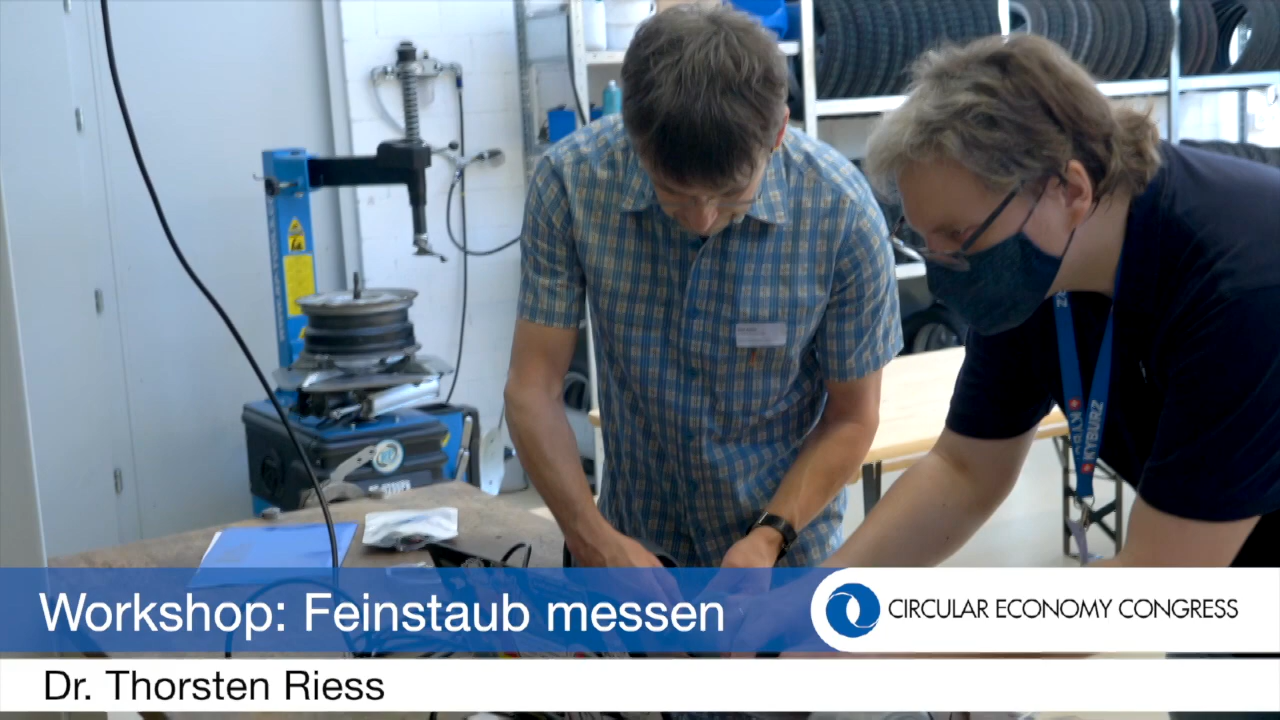 KYBURZ
Workshop: Feinstaub messen
CIRCULAR ECONOMY CONGRESS
Dr. Thorsten Riess